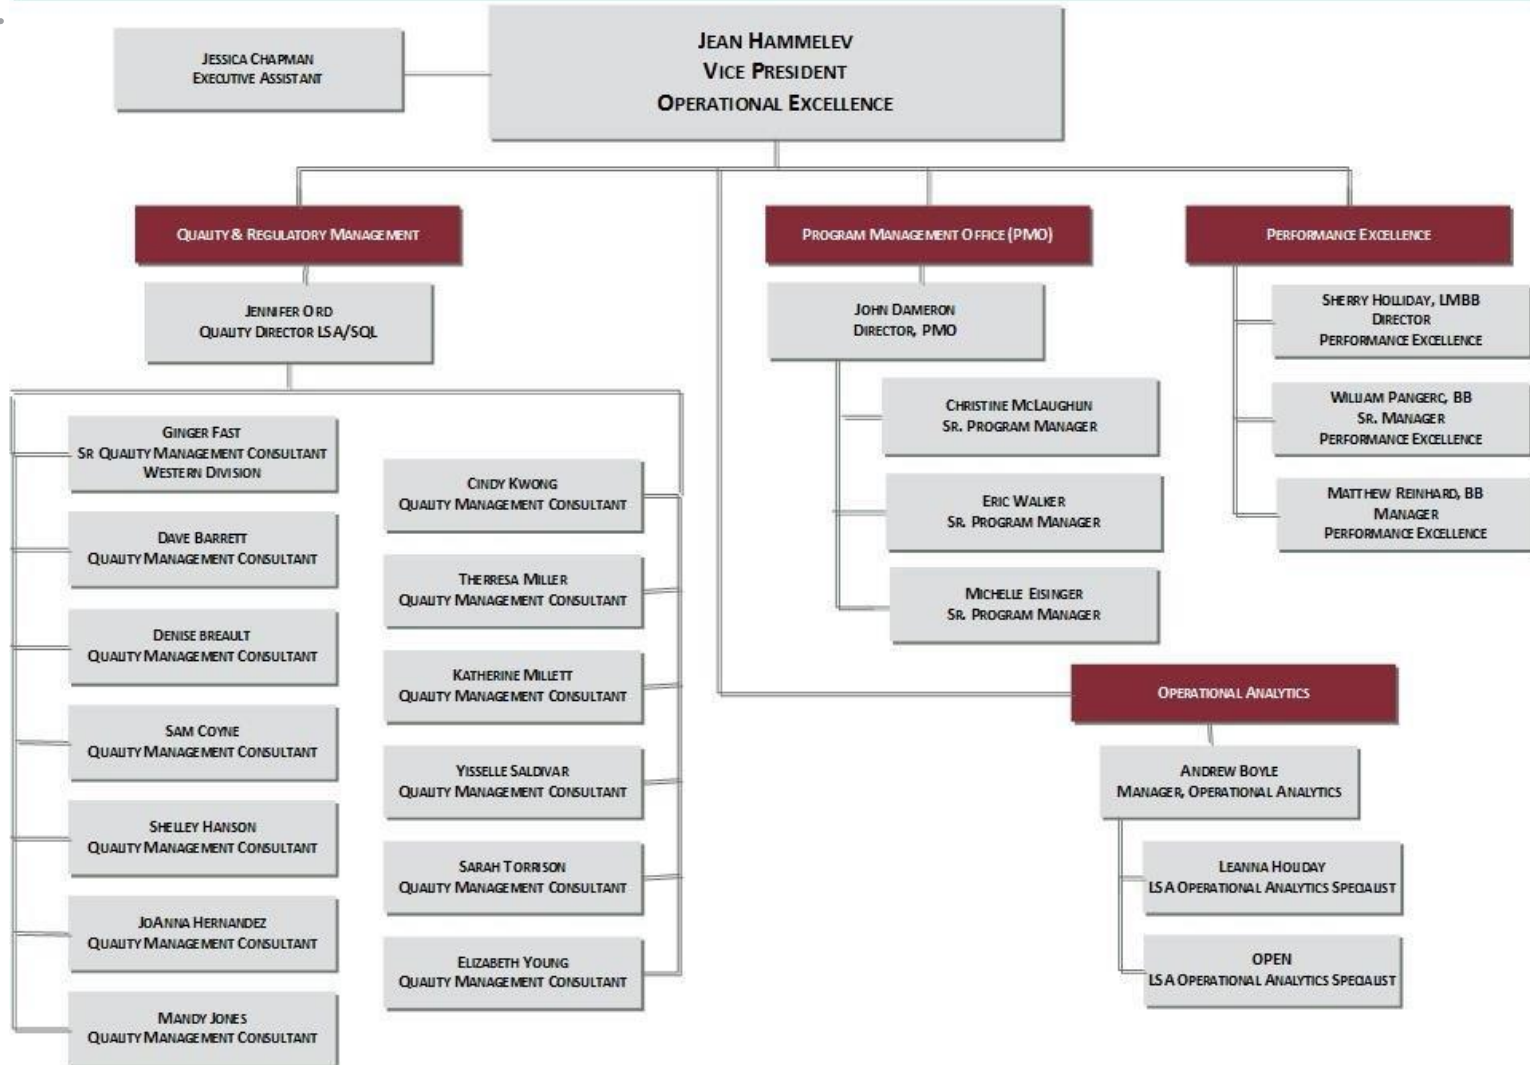 JESSICA CHAPMAN
EXECUTIVE ASSISTANT
JEAN HAMMELEV
VICE PRESIDENT
OPERATIONAL EXCELLENCE
QUALITY & REGULATORY MANAGEMENT
JENNIFER ORD
QUALITY DIRECTOR LSA/SQL
GINGER FAST
SR QUALITY MANAGEMENT CONSULTANT
WESTERN DIVISION
DAVE BARRETT
QUALITY MANAGEMENT CONSULTANT
DENISE BREAULT
QUALITY MANAGEMENT CONSULTANT
SAM COYNE
QUALITY MANAGEMENT CONSULTANT
SHELLEY HANSON
QUALITY MANAGEMENT CONSULTANT
JOANNA HERNANDEZ
QUALITY MANAGEMENT CONSULTANT
MANDY JONES
QUALITY MANAGEMENT CONSULTANT
CINDY KWONG
QUALITY MANAGEMENT CONSULTANT
THERRESA MILLER
QUALITY MANAGEMENT CONSULTANT
KATHERINE MILLETT
QUALITY MANAGEMENT CONSULTANT
YISSELLE SALDIVAR
QUALITY MANAGEMENT CONSULTANT
SARAH TORRISON
QUALITY MANAGEMENT CONSULTANT
ELIZABETH YOUNG
QUALITY MANAGEMENT CONSULTANT
PROGRAM MANAGEMENT OFFICE (PMO)
JOHN DAMERON
DIRECTOR, PMO
CHRISTINE MCLAUGHLIN
SR. PROGRAM MANAGER
ERIC WALKER
SR. PROGRAM MANAGER
MICHELLE EISINGER
SR. PROGRAM MANAGER
PERFORMANCE EXCELLENCE
SHERRY HOLLIDAY, LMBB
DIRECTOR
PERFORMANCE EXCELLENCE
WILLIAM PANGERC, BB
SR. MANAGER
PERFORMANCE EXCELLENCE
MATTHEW REINHARD, BB
MANAGER
PERFORMANCE EXCELLENCE
OPERATIONAL ANALYTICS
ANDREW BOYLE
MANAGER, OPERATIONAL ANALYTICS
LEANNA HOLIDAY
LSA OPERATIONAL ANALYTICS SPECIALIST
OPEN
LSA OPERATIONAL ANALYTICS SPECIALIST